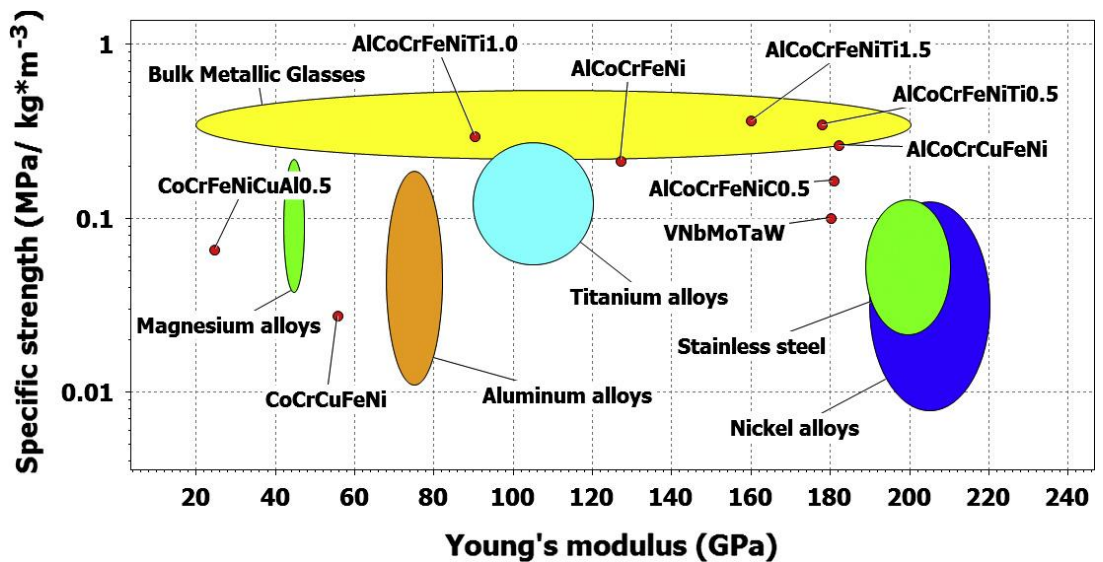 Specific strength (MPa/ kg*m⁻³)
1
0.1
0.01
AlCoCrFeNiTi1.0
AlCoCrFeNiTi1.5
AlCoCrFeNi
Bulk Metallic Glasses
AlCoCrFeNiTi0.5
AlCoCrCuFeNi
CoCrFeNiCuAl0.5
AlCoCrFeNiC0.5
VNbMoTaW
Titanium alloys
Magnesium alloys
Stainless steel
CoCrCuFeNi
Aluminum alloys
Nickel alloys
20 40 60 80 100 120 140 160 180 200 220 240
Young's modulus (GPa)